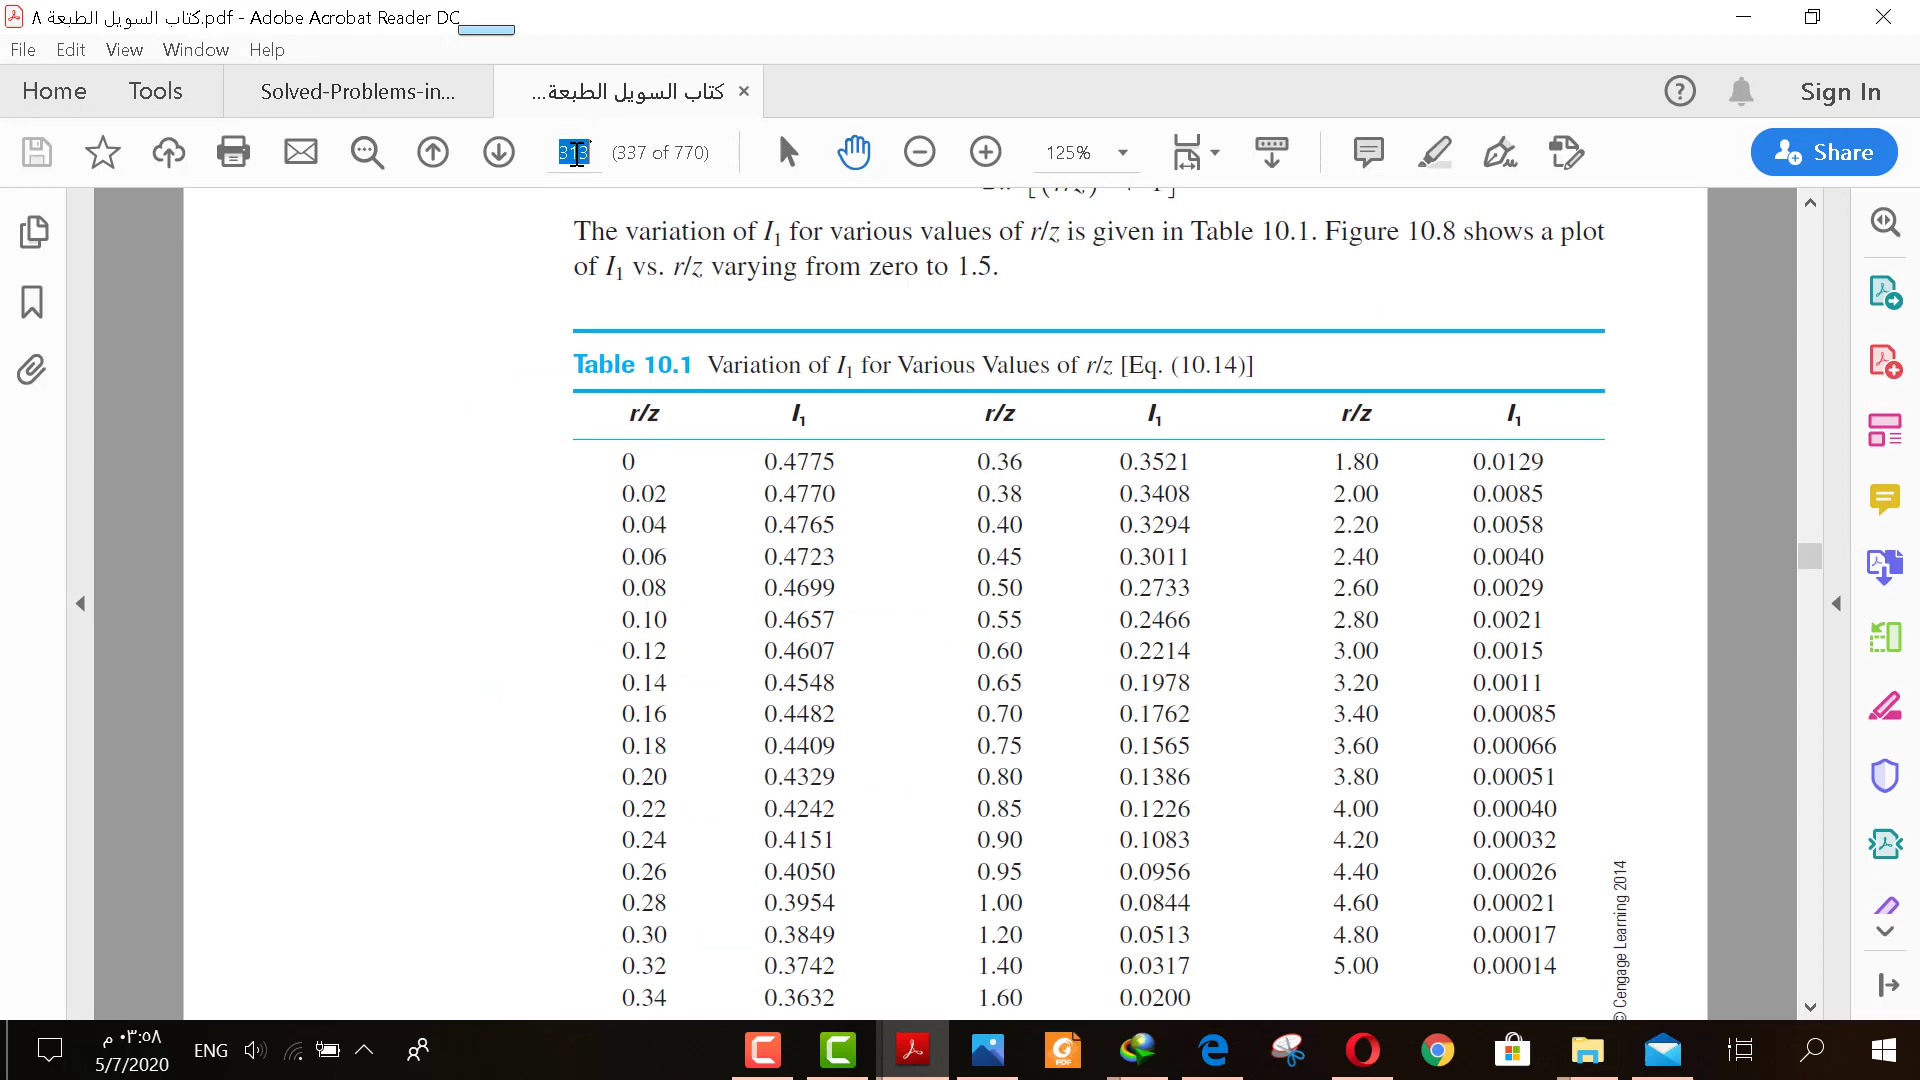 كتاب السويل الطبعة ٨.pdf - Adobe Acrobat Reader DC
File Edit View Window Help
Home Tools Solved-Problems-in... كتاب السويل الطبعة... × Sign In
313 (337 of 770) 125% Share
The variation of I1 for various values of r/z is given in Table 10.1. Figure 10.8 shows a plot
of I1 vs. r/z varying from zero to 1.5.
Table 10.1 Variation of I1 for Various Values of r/z [Eq. (10.14)]
r/z I1 r/z I1 r/z I1
0 0.4775 0.36 0.3521 1.80 0.0129
0.02 0.4770 0.38 0.3408 2.00 0.0085
0.04 0.4765 0.40 0.3294 2.20 0.0058
0.06 0.4723 0.45 0.3011 2.40 0.0040
0.08 0.4699 0.50 0.2733 2.60 0.0029
0.10 0.4657 0.55 0.2466 2.80 0.0021
0.12 0.4607 0.60 0.2214 3.00 0.0015
0.14 0.4548 0.65 0.1978 3.20 0.0011
0.16 0.4482 0.70 0.1762 3.40 0.00085
0.18 0.4409 0.75 0.1565 3.60 0.00066
0.20 0.4329 0.80 0.1386 3.80 0.00051
0.22 0.4242 0.85 0.1226 4.00 0.00040
0.24 0.4151 0.90 0.1083 4.20 0.00032
0.26 0.4050 0.95 0.0956 4.40 0.00026
0.28 0.3954 1.00 0.0844 4.60 0.00021
0.30 0.3849 1.20 0.0513 4.80 0.00017
0.32 0.3742 1.40 0.0317 5.00 0.00014
0.34 0.3632 1.60 0.0200
© Cengage Learning 2014
٠٣:٥٨ م
5/7/2020
ENG
PDF